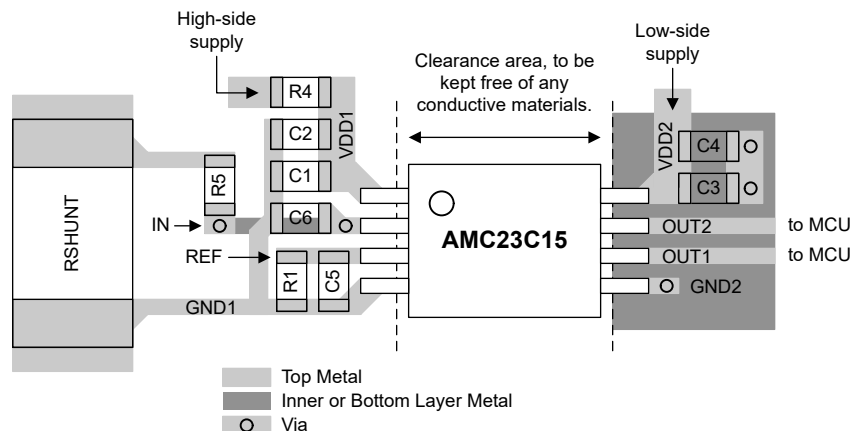 High-side
supply
Low-side
supply
Clearance area, to be
kept free of any
conductive materials.
R4
C2
C1
C6
VDD1
R5
IN
REF
RSHUNT
GND1
R1
C5
AMC23C15
VDD2
C4
C3
OUT2
to MCU
OUT1
to MCU
GND2
Top Metal
Inner or Bottom Layer Metal
Via